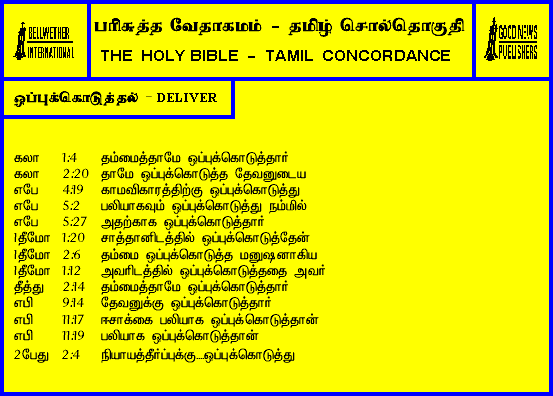 BELLWETHER
INTERNATIONAL
பரிசுத்த வேதாகமம் - தமிழ் சொல்தொகுதி
THE HOLY BIBLE - TAMIL CONCORDANCE
GOOD NEWS
PUBLISHERS
ஒப்புக்கொடுத்தல் - DELIVER
கலா 1:4 தம்மைத்தாமே ஒப்புக்கொடுத்தார்
கலா 2:20 தாமே ஒப்புக்கொடுத்த தேவனுடைய
எபே 4:19 காமவிகாரத்திற்கு ஒப்புக்கொடுத்து
எபே 5:2 பலியாகவும் ஒப்புக்கொடுத்து நம்மில்
எபே 5:27 அதற்காக ஒப்புக்கொடுத்தார்
1தீமோ 1:20 சாத்தானிடத்தில் ஒப்புக்கொடுத்தேன்
1தீமோ 2:6 தம்மை ஒப்புக்கொடுத்த மனுஷனாகிய
1தீமோ 1:12 அவரிடத்தில் ஒப்புக்கொடுத்ததை அவர்
தீத்து 2:14 தம்மைத்தாமே ஒப்புக்கொடுத்தார்
எபி 9:14 தேவனுக்கு ஒப்புக்கொடுத்தார்
எபி 11:17 ஈசாக்கை பலியாக ஒப்புக்கொடுத்தான்
எபி 11:19 பலியாக ஒப்புக்கொடுத்தான்
2பேது 2:4 நியாயத்தீர்ப்புக்கு...ஒப்புக்கொடுத்து